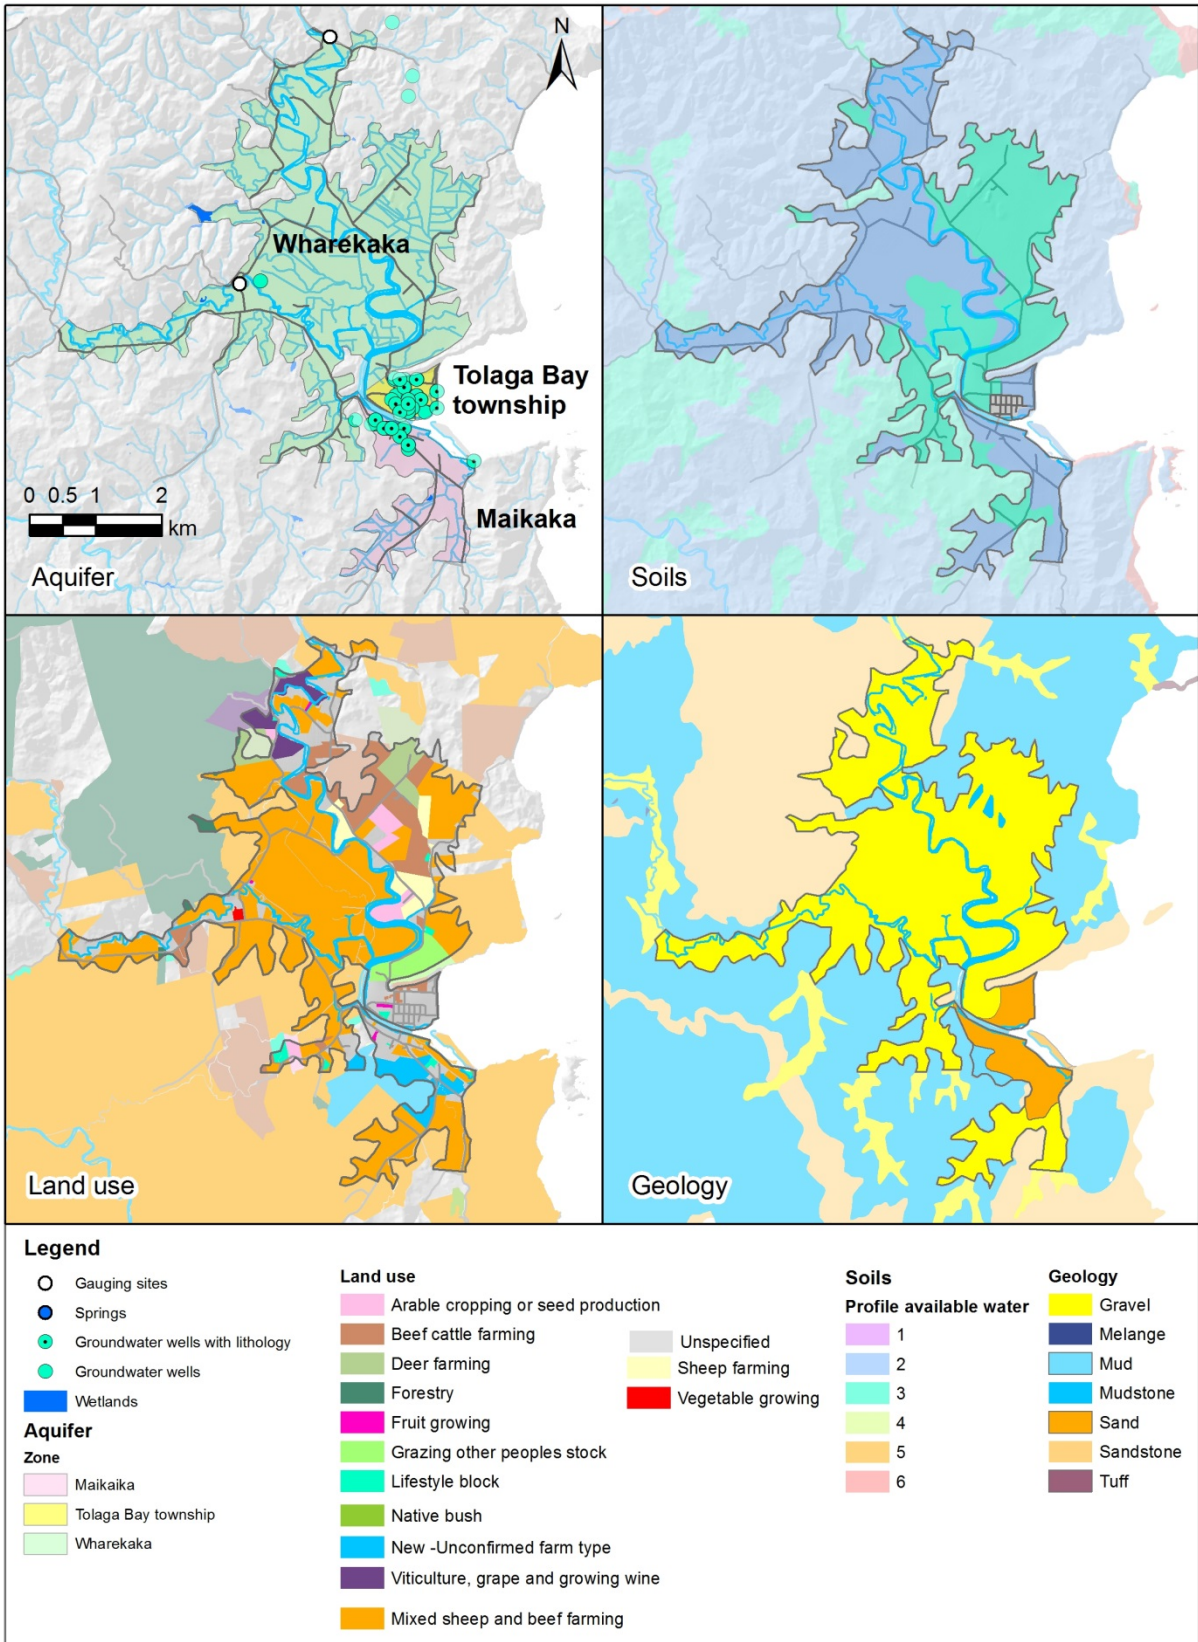 N
Wharekaka
Tolaga Bay
township
0 0.5 1 2
km
Maikaka
Aquifer
Soils
Land use
Geology
Legend
Gauging sites
Springs
Groundwater wells with lithology
Groundwater wells
Wetlands
Aquifer
Zone
Maikaika
Tolaga Bay township
Wharekaka
Land use
Arable cropping or seed production
Beef cattle farming
Deer farming
Forestry
Fruit growing
Grazing other peoples stock
Lifestyle block
Native bush
New -Unconfirmed farm type
Viticulture, grape and growing wine
Mixed sheep and beef farming
Unspecified
Sheep farming
Vegetable growing
Soils
Profile available water
1
2
3
4
5
6
Geology
Gravel
Melange
Mud
Mudstone
Sand
Sandstone
Tuff